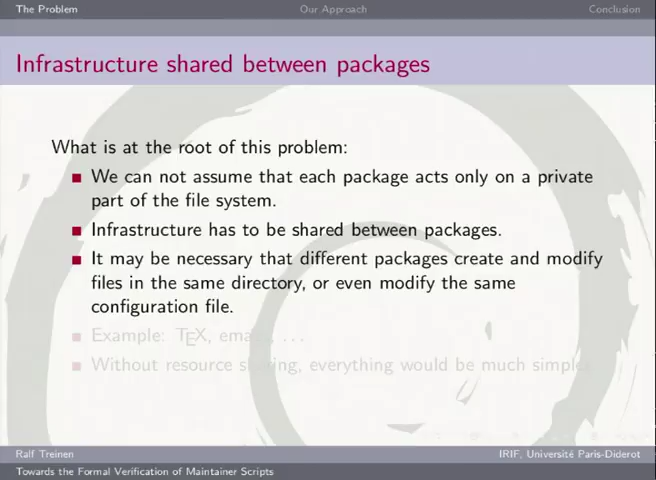 The Problem Our Approach Conclusion
Infrastructure shared between packages
What is at the root of this problem:
We can not assume that each package acts only on a private
part of the file system.
Infrastructure has to be shared between packages.
It may be necessary that different packages create and modify
files in the same directory, or even modify the same
configuration file.
Example: TEX, emacs, ...
Without resource sharing, everything would be much simpler
Ralf Treinen IRIF, Université Paris-Diderot
Towards the Formal Verification of Maintainer Scripts